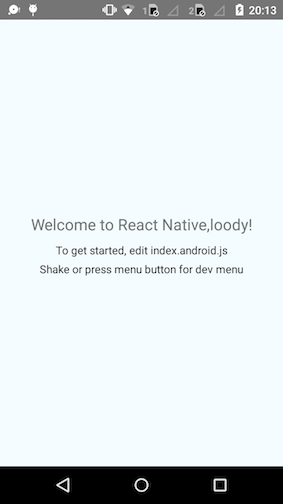 1 2 20:13
Welcome to React Native,loody!
To get started, edit index.android.js
Shake or press menu button for dev menu